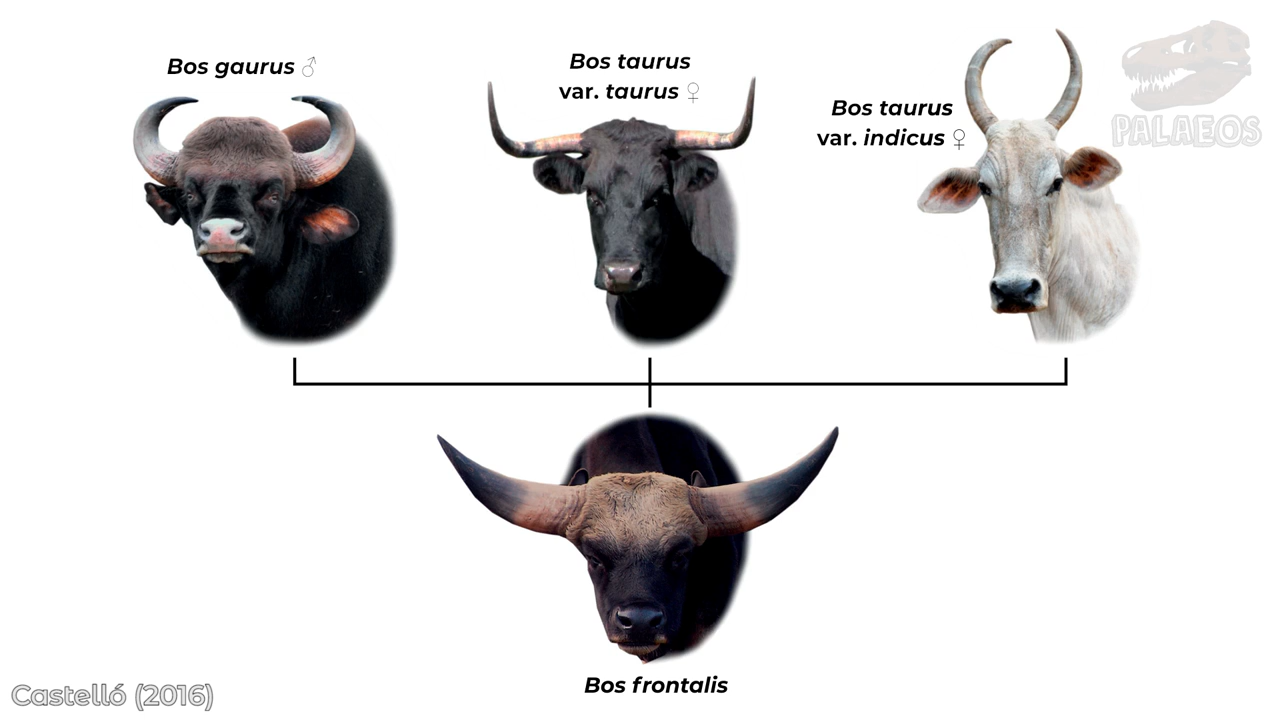 Bos gaurus ♂
Bos taurus
var. taurus ♀
Bos taurus
var. indicus ♀
PALAEOS
Bos frontalis
Castelló (2016)